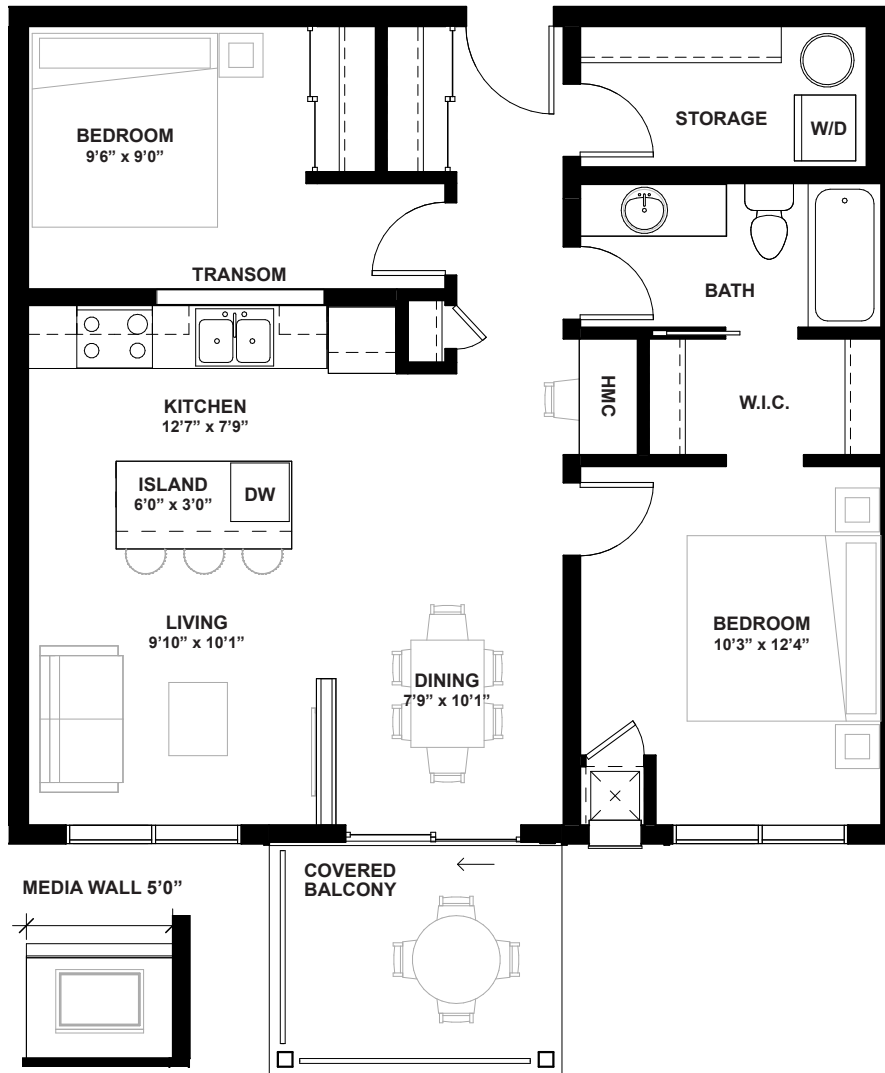 BEDROOM
9’6” x 9’0”
STORAGE
W/D
TRANSOM
BATH
KITCHEN
12’7” x 7’9”
HMC
W.I.C.
ISLAND
6’0” x 3’0”
DW
LIVING
9’10” x 10’1”
BEDROOM
10’3” x 12’4”
DINING
7’9” x 10’1”
COVERED
BALCONY
MEDIA WALL 5’0”